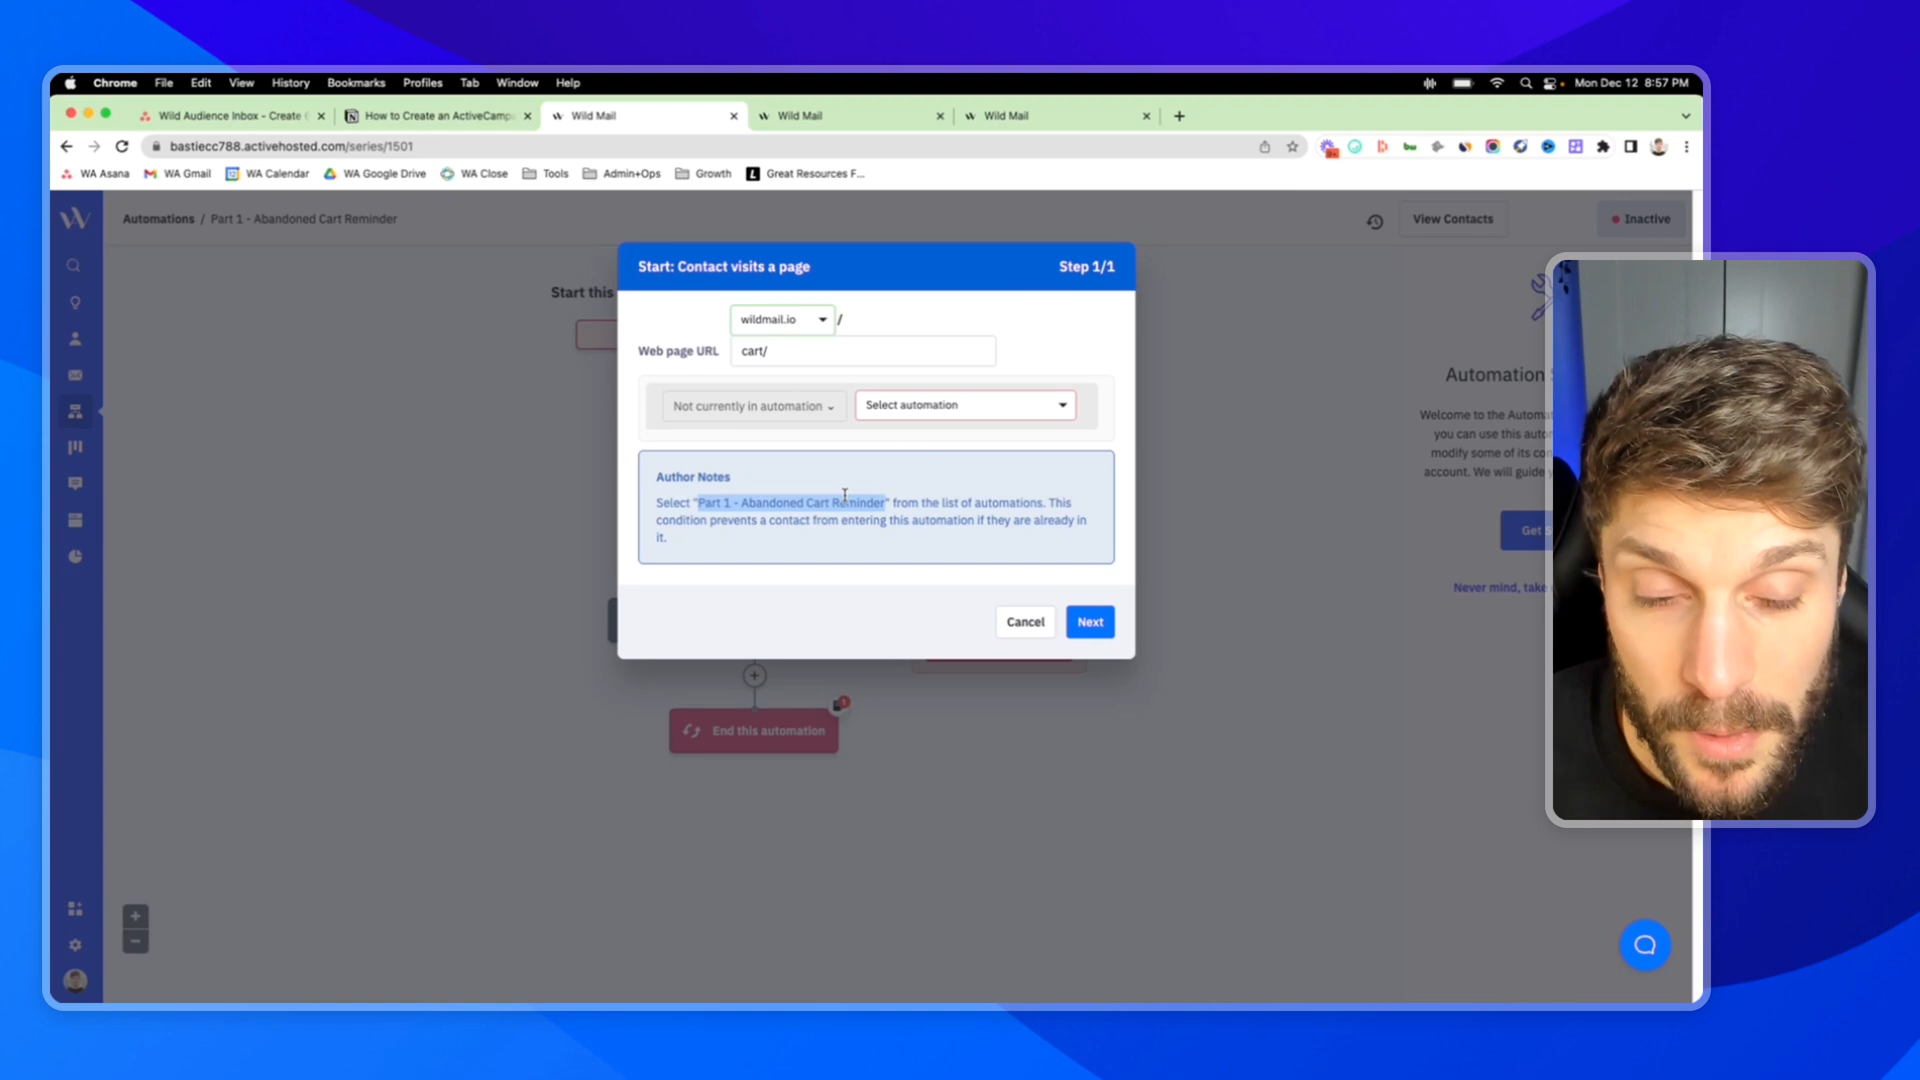 Chrome File Edit View History Bookmarks Profiles Tab Window Help
Mon Dec 12 8:57 PM
Wild Audience Inbox - Create
How to Create an ActiveCamp
Wild Mail
Wild Mail
Wild Mail
bastiecc788.activehosted.com/series/1501
WA Asana WA Gmail WA Calendar WA Google Drive WA Close Tools Admin+Ops Growth Great Resources F...
Automations / Part 1 - Abandoned Cart Reminder
View Contacts
Inactive
Start this
Start: Contact visits a page
Step 1/1
wildmail.io /
Web page URL cart/
Not currently in automation
Select automation
Author Notes
Select "Part 1 - Abandoned Cart Reminder" from the list of automations. This
condition prevents a contact from entering this automation if they are already in
it.
Cancel
Next
End this automation
1
Automation
Welcome to the Automa
you can use this auto
modify some of its con
account. We will guide
Get
Never mind, take